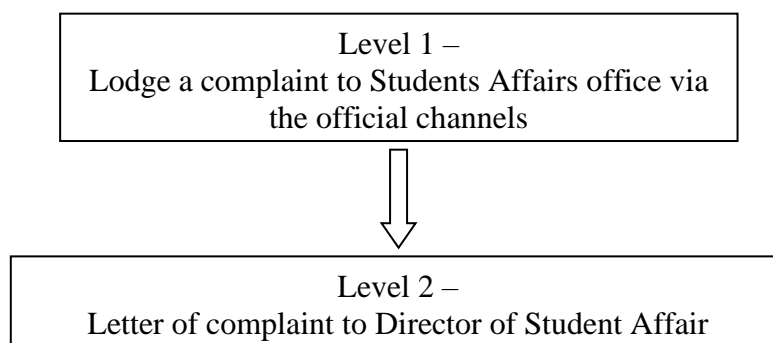 Level 1 –
Lodge a complaint to Students Affairs office via
the official channels
Level 2 –
Letter of complaint to Director of Student Affair